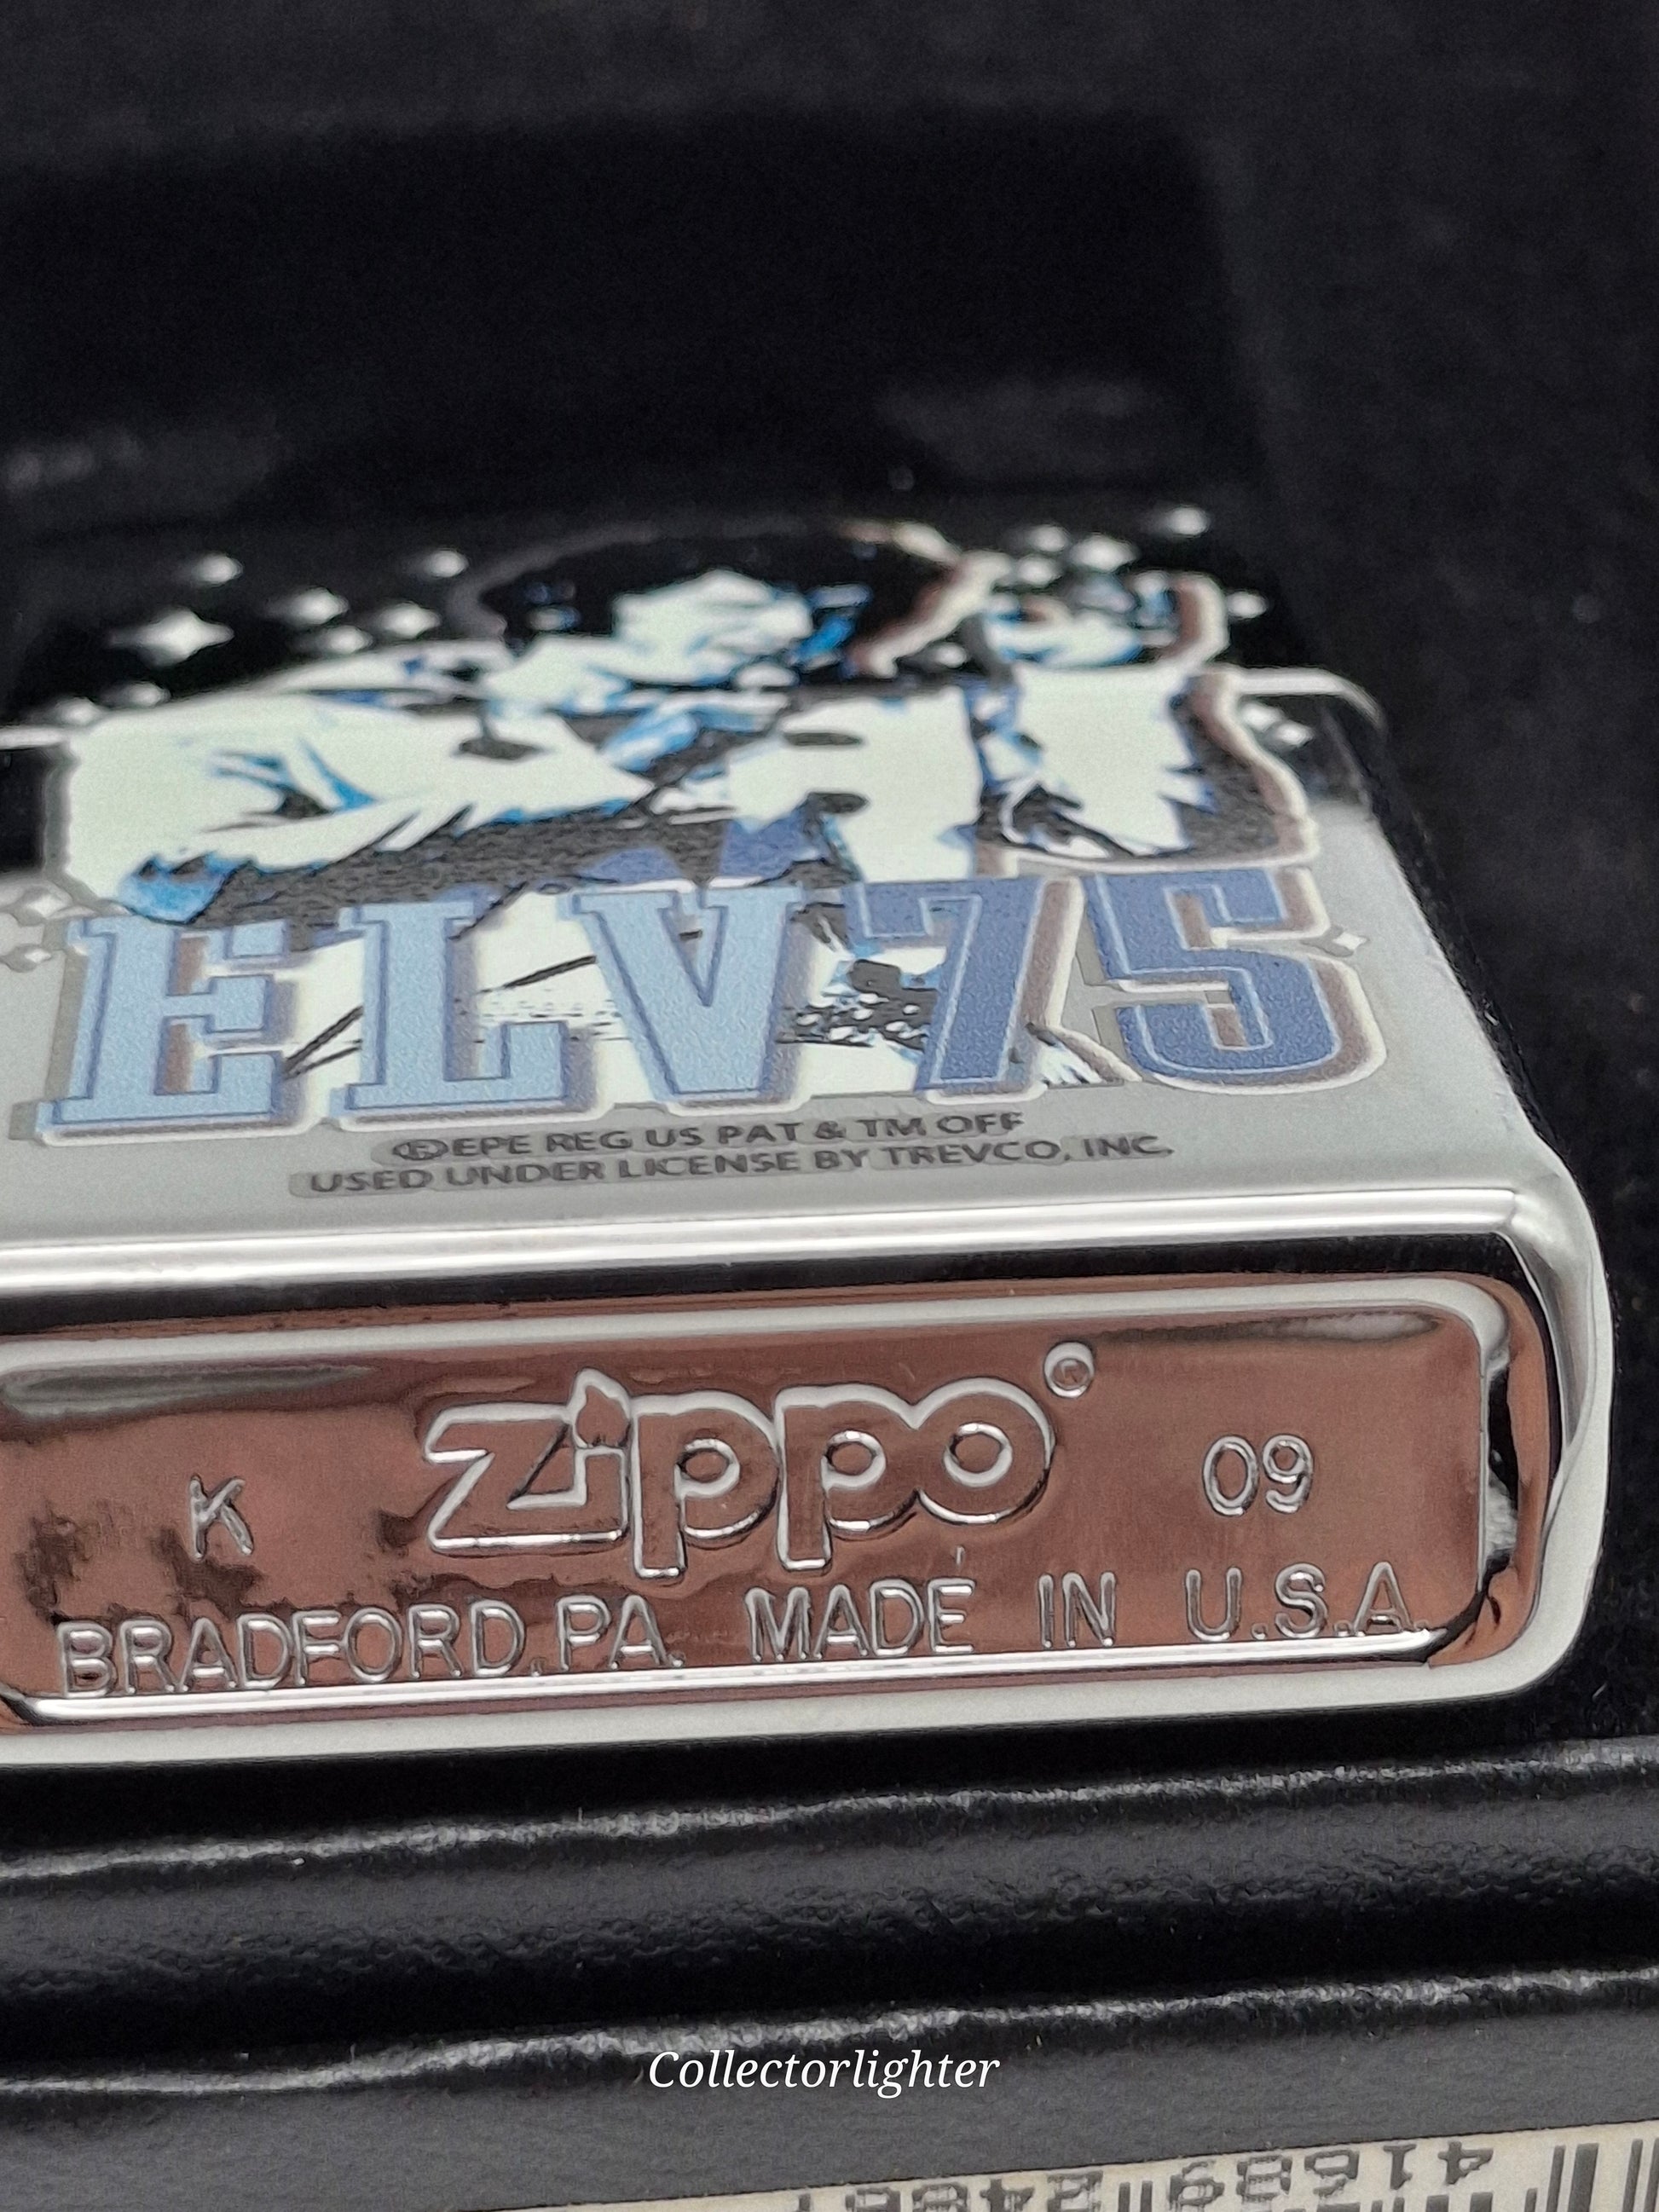 ELV75
ⒺEPE REG US PAT & TM OFF
USED UNDER LICENSE BY TREVCO, INC.
zippo®
K 09
BRADFORD,PA. MADE IN U.S.A.
Collectorlighter